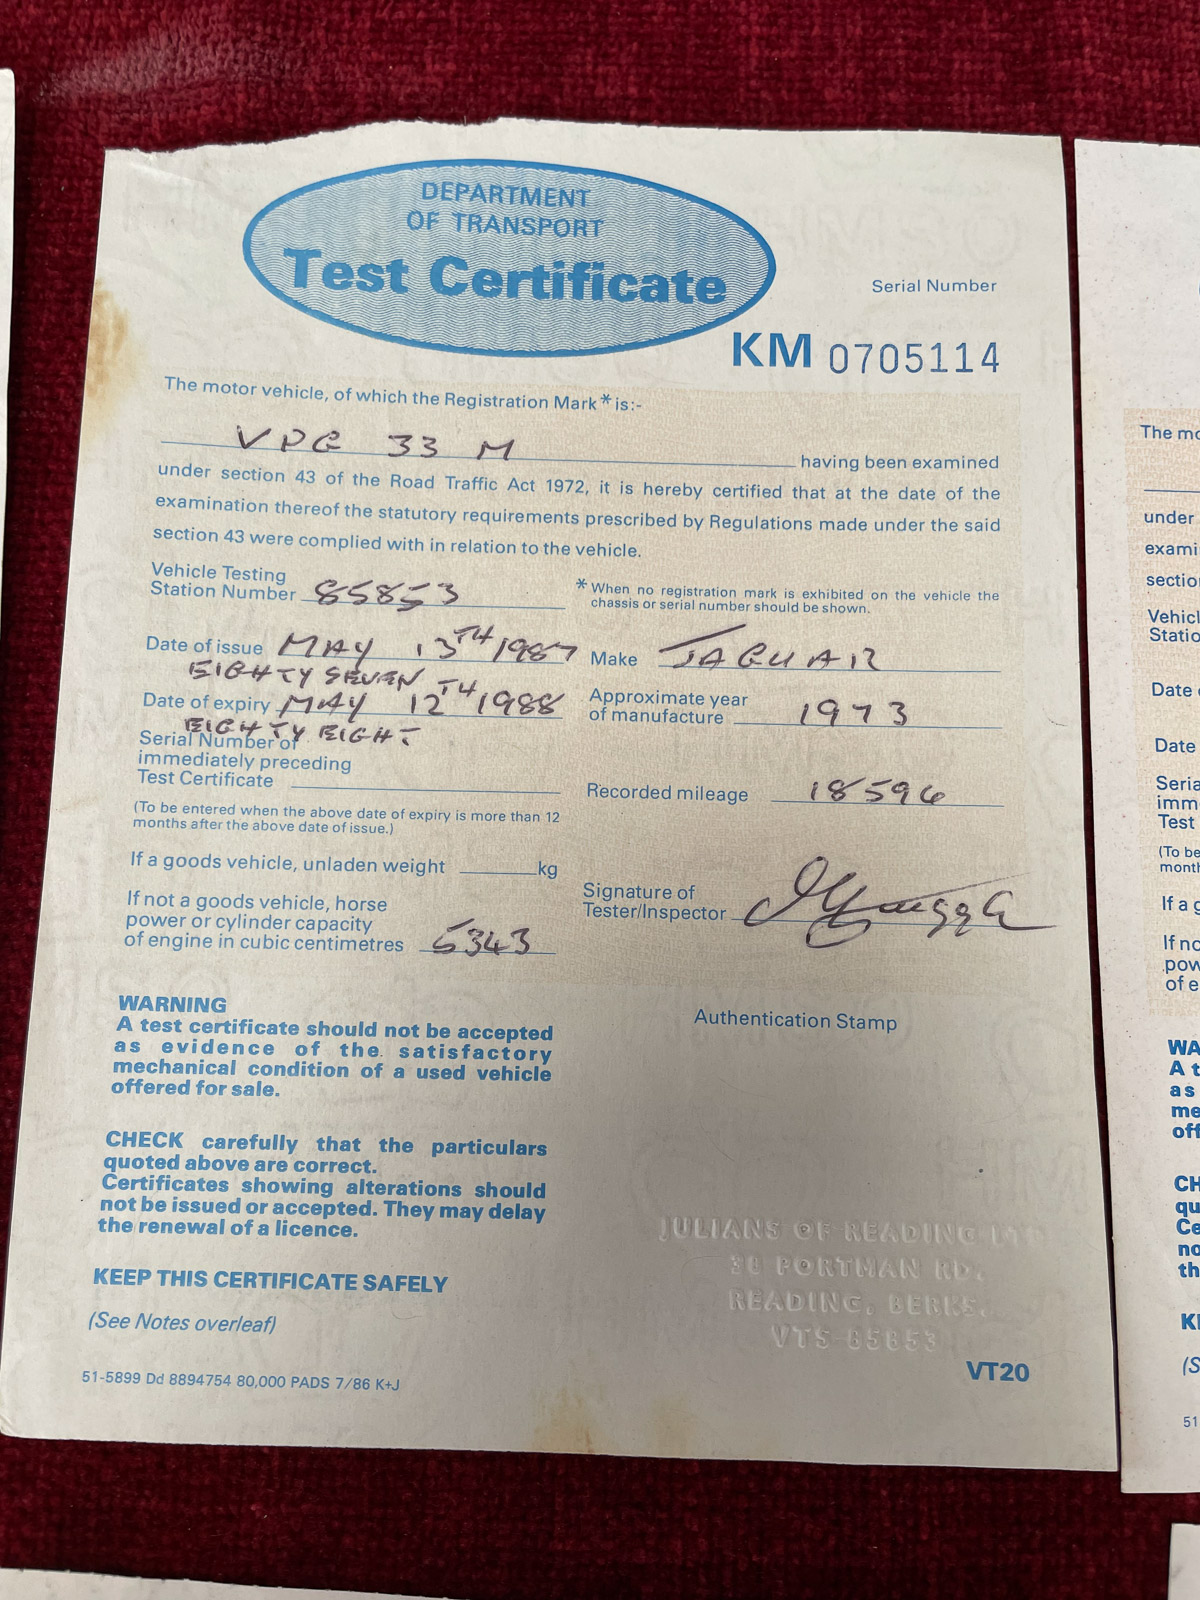 DEPARTMENT
OF TRANSPORT
Test Certificate
Serial Number
KM 0705114
The motor vehicle, of which the Registration Mark * is:-
VPG 33 M having been examined
under section 43 of the Road Traffic Act 1972, it is hereby certified that at the date of the
examination thereof the statutory requirements prescribed by Regulations made under the said
section 43 were complied with in relation to the vehicle.
Vehicle Testing
Station Number 85853
* When no registration mark is exhibited on the vehicle the
chassis or serial number should be shown.
Date of issue MAY 13TH 1987
EIGHTY SEVEN
Make JAGUAR
Date of expiry MAY 12TH 1988
EIGHTY EIGHT
Approximate year
of manufacture 1973
Serial Number of
immediately preceding
Test Certificate
(To be entered when the above date of expiry is more than 12
months after the above date of issue.)
Recorded mileage 18596
If a goods vehicle, unladen weight kg
Signature of
Tester/Inspector
If not a goods vehicle, horse
power or cylinder capacity
of engine in cubic centimetres 5343
WARNING
A test certificate should not be accepted
as evidence of the satisfactory
mechanical condition of a used vehicle
offered for sale.
Authentication Stamp
CHECK carefully that the particulars
quoted above are correct.
Certificates showing alterations should
not be issued or accepted. They may delay
the renewal of a licence.
KEEP THIS CERTIFICATE SAFELY
(See Notes overleaf)
JULIANS OF READING LTD
38 PORTMAN RD.
READING, BERKS.
VTS 85853
51-5899 Dd 8894754 80,000 PADS 7/86 K+J
VT20
The mo
under
exami
section
Vehicl
Statio
Date
Date
Seria
imm
Test
(To be
month
If a g
If no
pow
of e
WA
A t
as
me
off
CH
qu
Ce
no
th
KE
(S
51